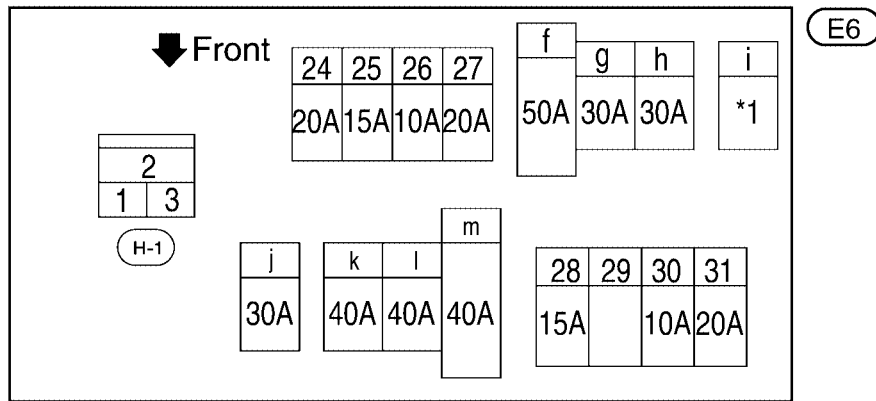 E6
Front
24 25 26 27
20A 15A 10A 20A
f g h i
50A 30A 30A *1
2
1 3
H-1
j k l m
30A 40A 40A 40A
28 29 30 31
15A 10A 20A